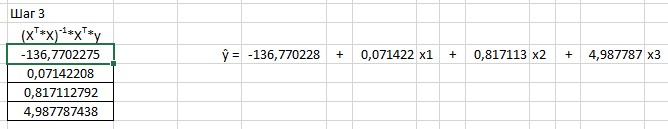 Шаг 3
(Xᵀ*X)⁻¹*Xᵀ*y
-136,7702275 ŷ = -136,770228 + 0,071422 x1 + 0,817113 x2 + 4,987787 x3
0,07142208
0,817112792
4,987787438